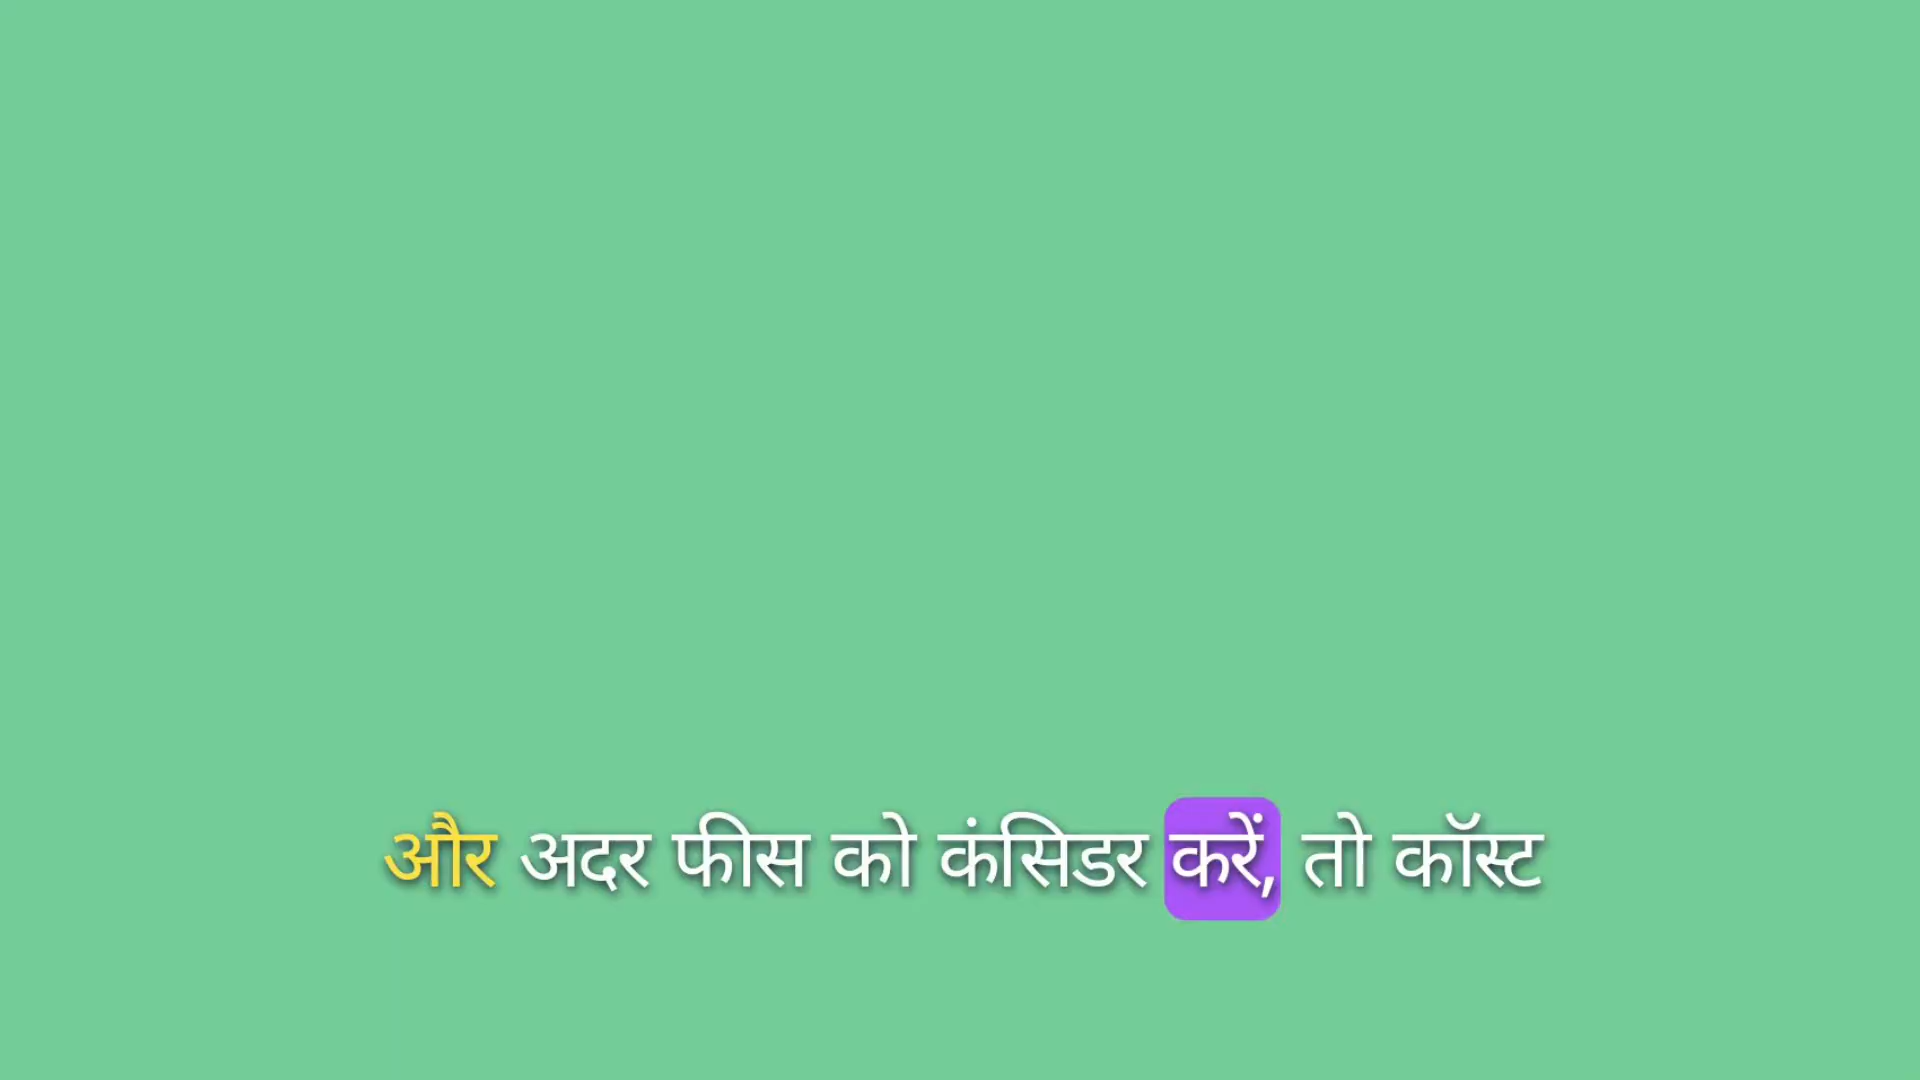 और अदर फीस को कंसिडर करें, तो कॉस्ट